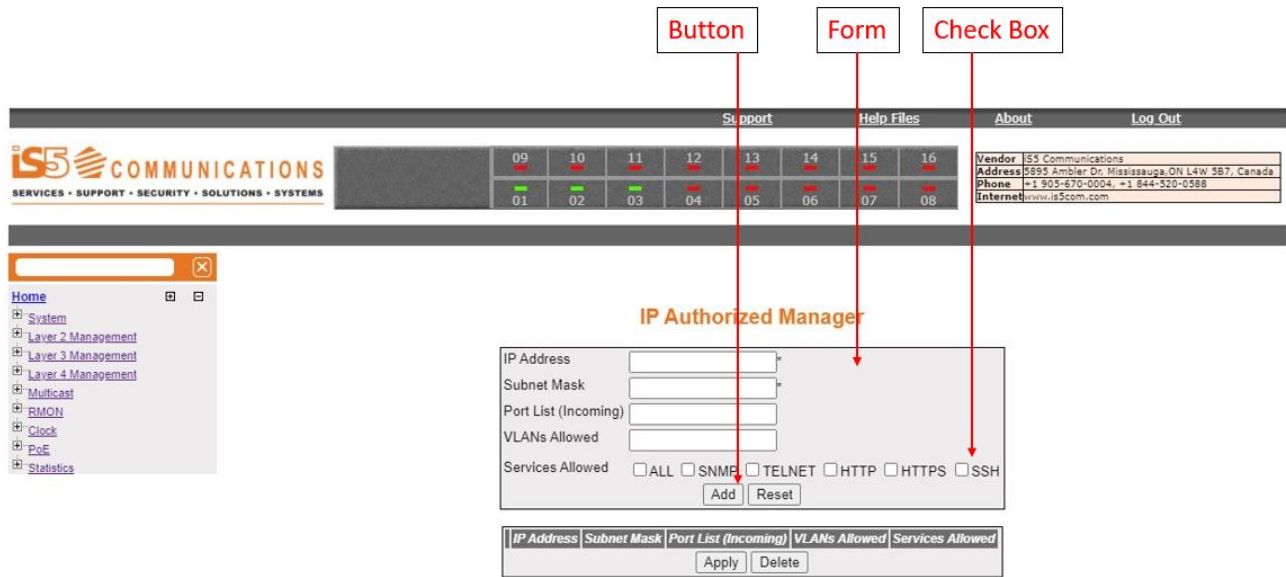 Button Form Check Box
Support Help Files About Log Out
iS5 COMMUNICATIONS
SERVICES • SUPPORT • SECURITY • SOLUTIONS • SYSTEMS
09 10 11 12 13 14 15 16
01 02 03 04 05 06 07 08
Vendor iS5 Communications
Address 5895 Ambler Dr, Mississauga,ON L4W 5B7, Canada
Phone +1 905-670-0004, +1 844-520-0588
Internet www.is5com.com
Home
System
Layer 2 Management
Layer 3 Management
Layer 4 Management
Multicast
RMON
Clock
PoE
Statistics
IP Authorized Manager
IP Address *
Subnet Mask *
Port List (Incoming)
VLANs Allowed
Services Allowed ALL SNMP TELNET HTTP HTTPS SSH
Add Reset
IP Address Subnet Mask Port List (Incoming) VLANs Allowed Services Allowed
Apply Delete